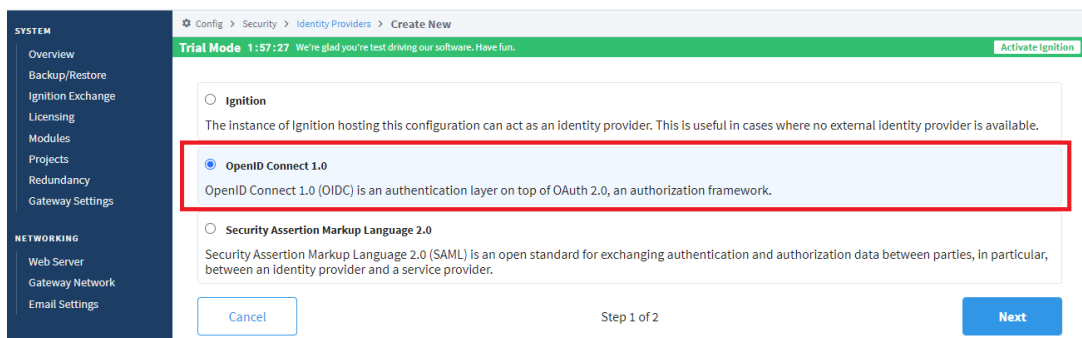 SYSTEM
Overview
Backup/Restore
Ignition Exchange
Licensing
Modules
Projects
Redundancy
Gateway Settings
NETWORKING
Web Server
Gateway Network
Email Settings
Config > Security > Identity Providers > Create New
Trial Mode 1:57:27 We're glad you're test driving our software. Have fun. Activate Ignition
Ignition
The instance of Ignition hosting this configuration can act as an identity provider. This is useful in cases where no external identity provider is available.
OpenID Connect 1.0
OpenID Connect 1.0 (OIDC) is an authentication layer on top of OAuth 2.0, an authorization framework.
Security Assertion Markup Language 2.0
Security Assertion Markup Language 2.0 (SAML) is an open standard for exchanging authentication and authorization data between parties, in particular,
between an identity provider and a service provider.
Cancel Step 1 of 2 Next